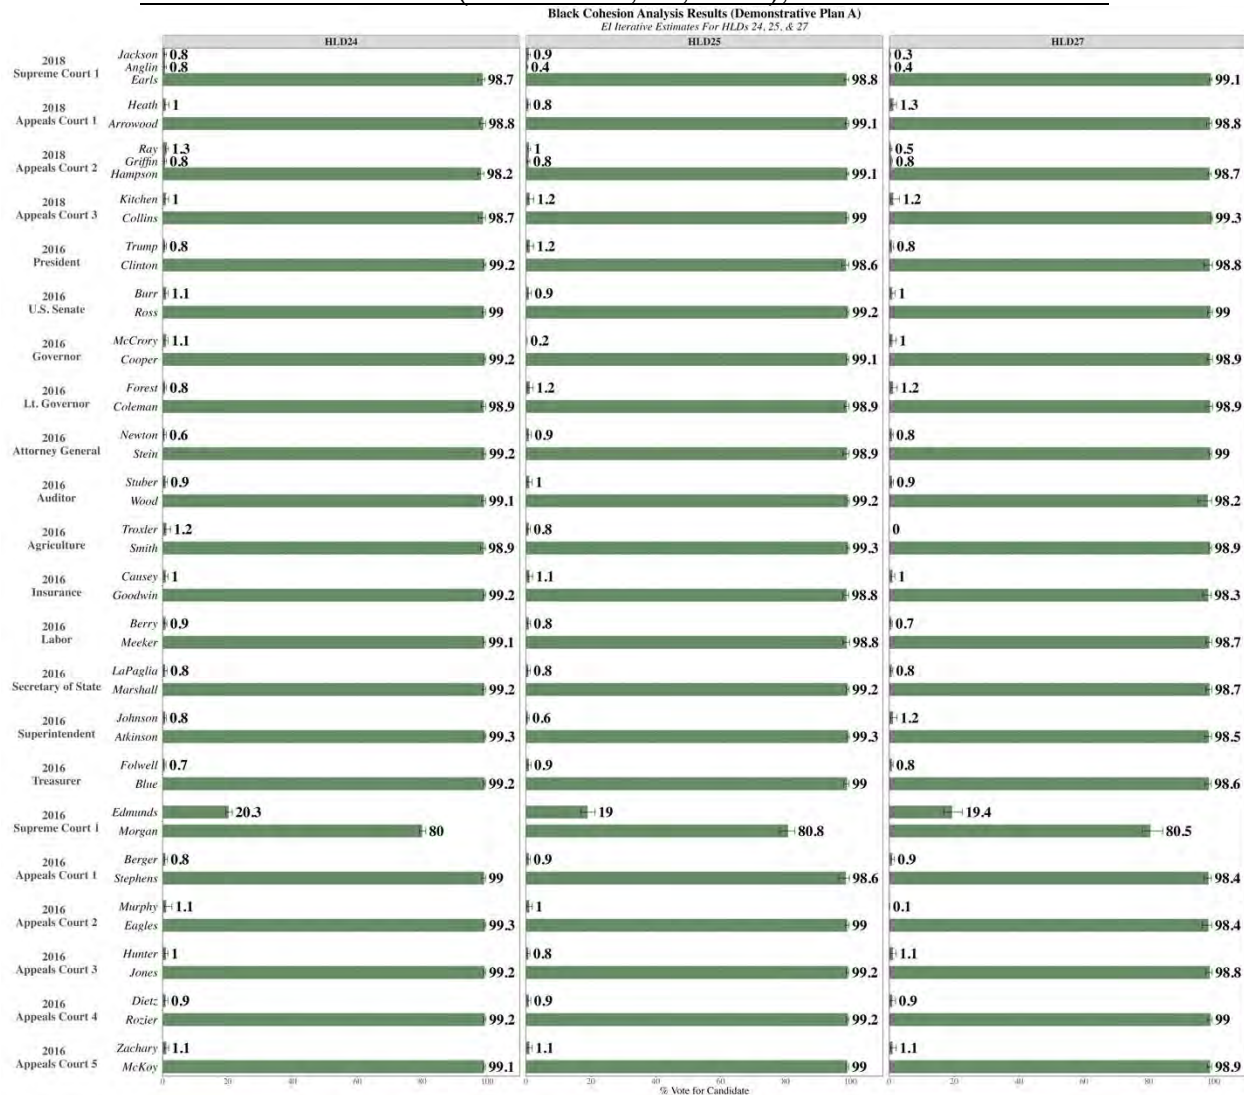 Black Cohesion Analysis Results (Demonstrative Plan A)
EI Iterative Estimates For HLDs 24, 25, & 27
HLD24 HLD25 HLD27
2018
Supreme Court 1
Jackson 0.8 0.9 0.3
Anglin 0.8 0.4 0.4
Earls 98.7 98.8 99.1
2018
Appeals Court 1
Heath 1 0.8 1.3
Arrowood 98.8 99.1 98.8
2018
Appeals Court 2
Ray 1.3 1 0.5
Griffin 0.8 0.8 0.8
Hampson 98.2 99.1 98.7
2018
Appeals Court 3
Kitchen 1 1.2 1.2
Collins 98.7 99 99.3
2016
President
Trump 0.8 1.2 0.8
Clinton 99.2 98.6 98.8
2016
U.S. Senate
Burr 1.1 0.9 1
Ross 99 99.2 99
2016
Governor
McCrory 1.1 0.2 1
Cooper 99.2 99.1 98.9
2016
Lt. Governor
Forest 0.8 1.2 1.2
Coleman 98.9 98.9 98.9
2016
Attorney General
Newton 0.6 0.9 0.8
Stein 99.2 98.9 99
2016
Auditor
Stuber 0.9 1 0.9
Wood 99.1 99.2 98.2
2016
Agriculture
Troxler 1.2 0.8 0
Smith 98.9 99.3 98.9
2016
Insurance
Causey 1 1.1 1
Goodwin 99.2 98.8 98.3
2016
Labor
Berry 0.9 0.8 0.7
Meeker 99.1 98.8 98.7
2016
Secretary of State
LaPaglia 0.8 0.8 0.8
Marshall 99.2 99.2 98.7
2016
Superintendent
Johnson 0.8 0.6 1.2
Atkinson 99.3 99.3 98.5
2016
Treasurer
Folwell 0.7 0.9 0.8
Blue 99.2 99 98.6
2016
Supreme Court 1
Edmunds 20.3 19 19.4
Morgan 80 80.8 80.5
2016
Appeals Court 1
Berger 0.8 0.9 0.9
Stephens 99 98.6 98.4
2016
Appeals Court 2
Murphy 1.1 1 0.1
Eagles 99.3 99 98.4
2016
Appeals Court 3
Hunter 1 0.8 1.1
Jones 99.2 99.2 98.8
2016
Appeals Court 4
Dietz 0.9 0.9 0.9
Rozier 99.2 99.2 99
2016
Appeals Court 5
Zachary 1.1 1.1 1.1
McKoy 99.1 99 98.9
0 20 40 60 80 100 0 20 40 60 80 100 0 20 40 60 80 100
% Vote for Candidate